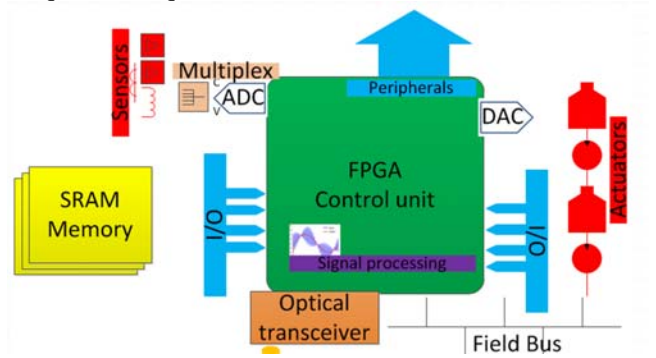 Sensors
Multiplex
ADC
Peripherals
DAC
Actuators
FPGA
Control unit
SRAM
Memory
I/O
I/O
Signal processing
Optical
transceiver
Field Bus